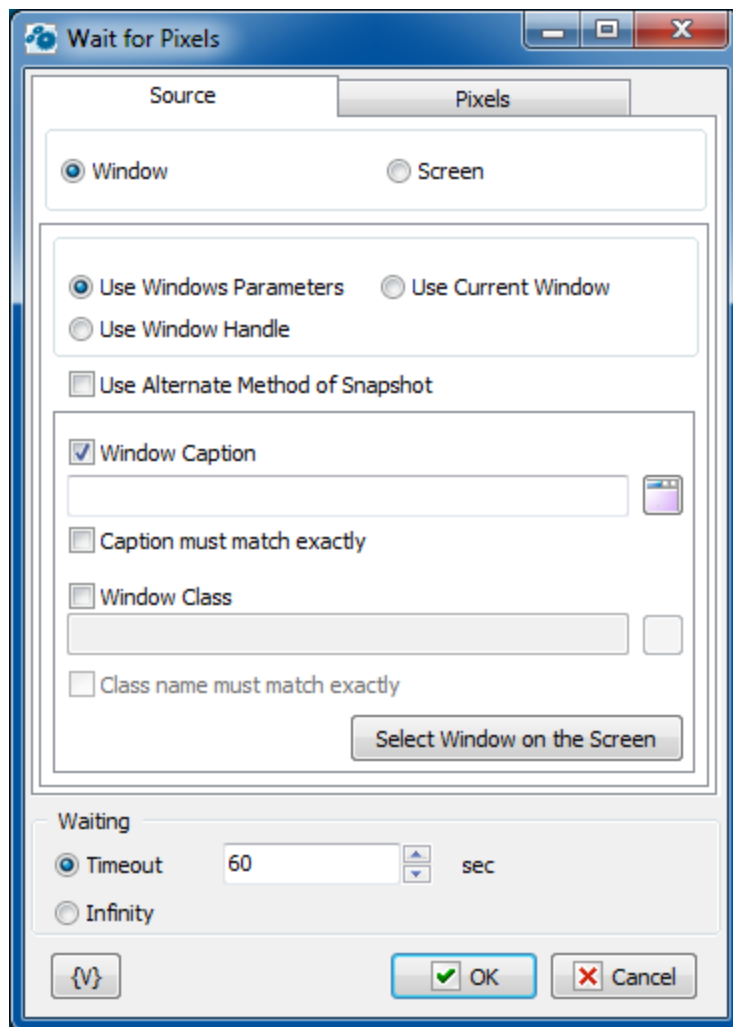 Wait for Pixels
Source Pixels
Window Screen
Use Windows Parameters Use Current Window
Use Window Handle
Use Alternate Method of Snapshot
Window Caption
Caption must match exactly
Window Class
Class name must match exactly
Select Window on the Screen
Waiting
Timeout 60 sec
Infinity
{V} OK Cancel